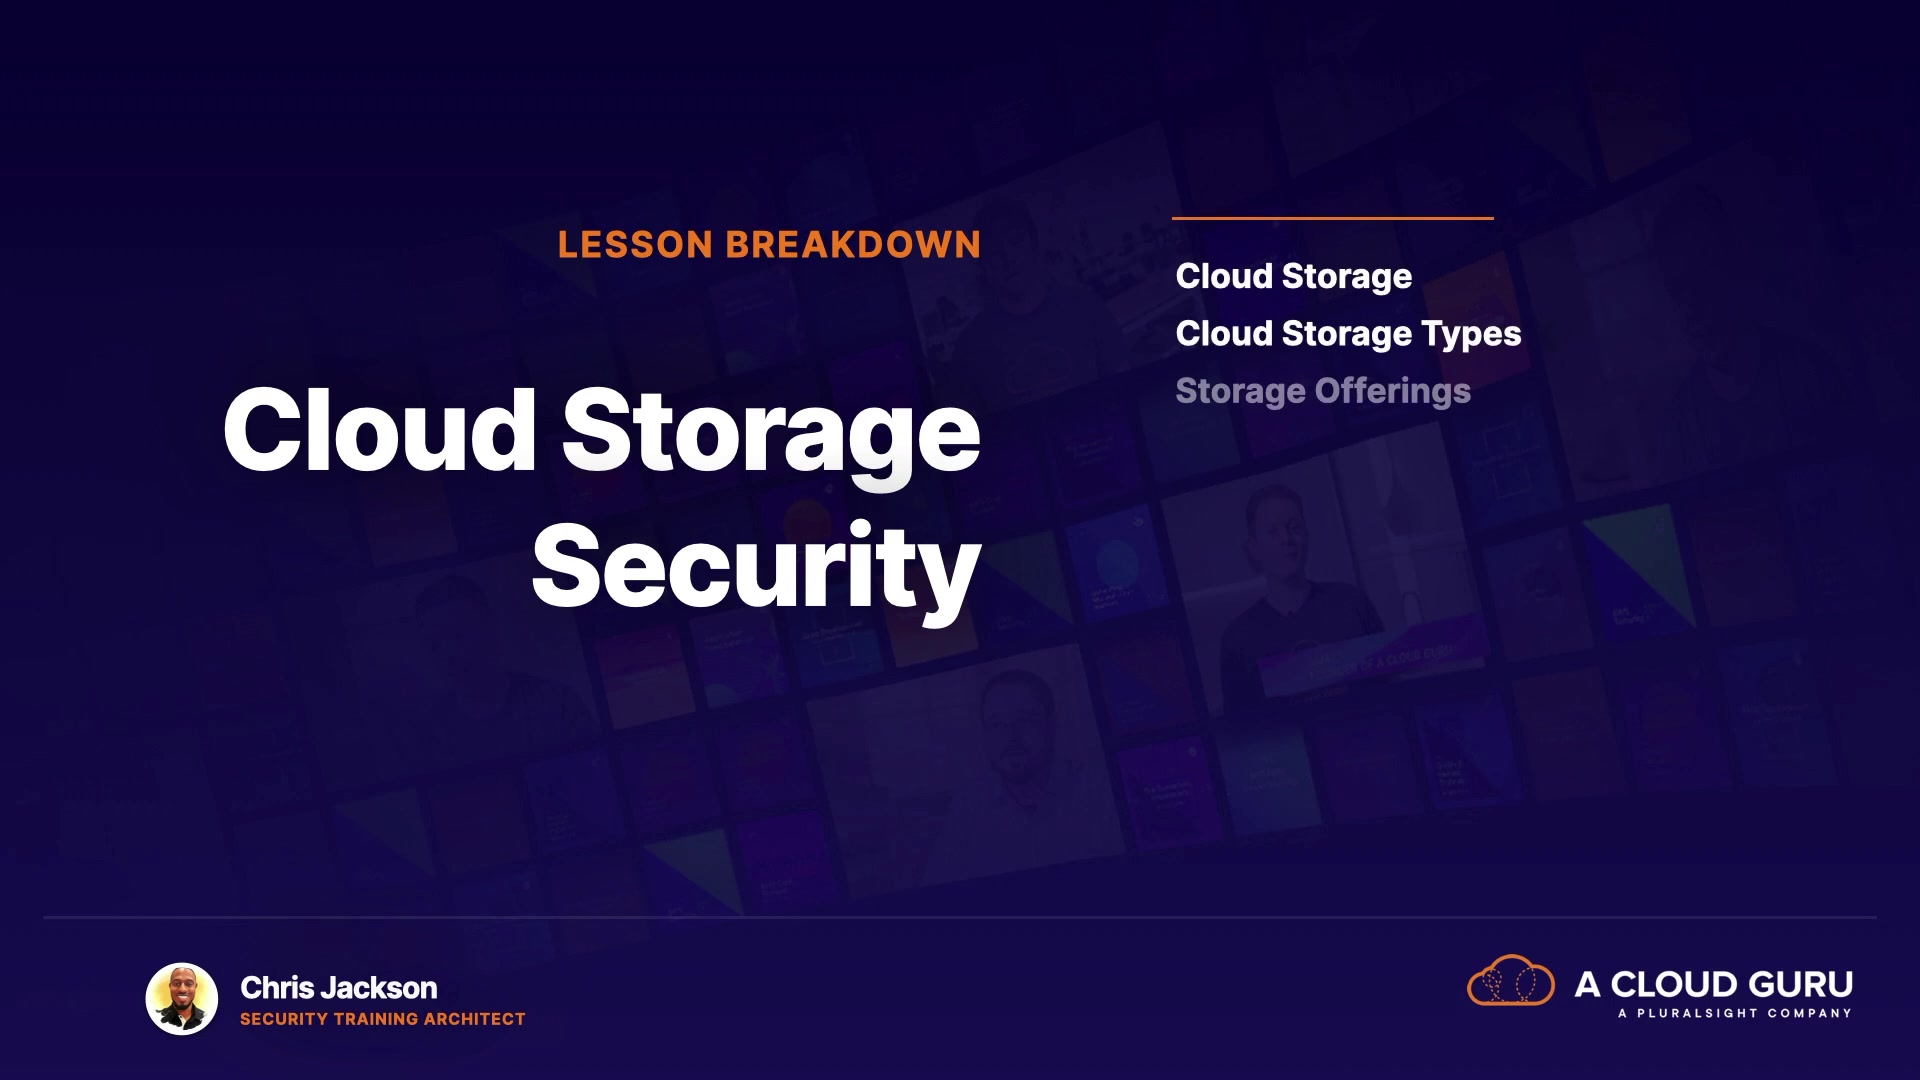 LESSON BREAKDOWN
Cloud Storage
Security
Cloud Storage
Cloud Storage Types
Storage Offerings
Chris Jackson
SECURITY TRAINING ARCHITECT
A CLOUD GURU
A PLURALSIGHT COMPANY